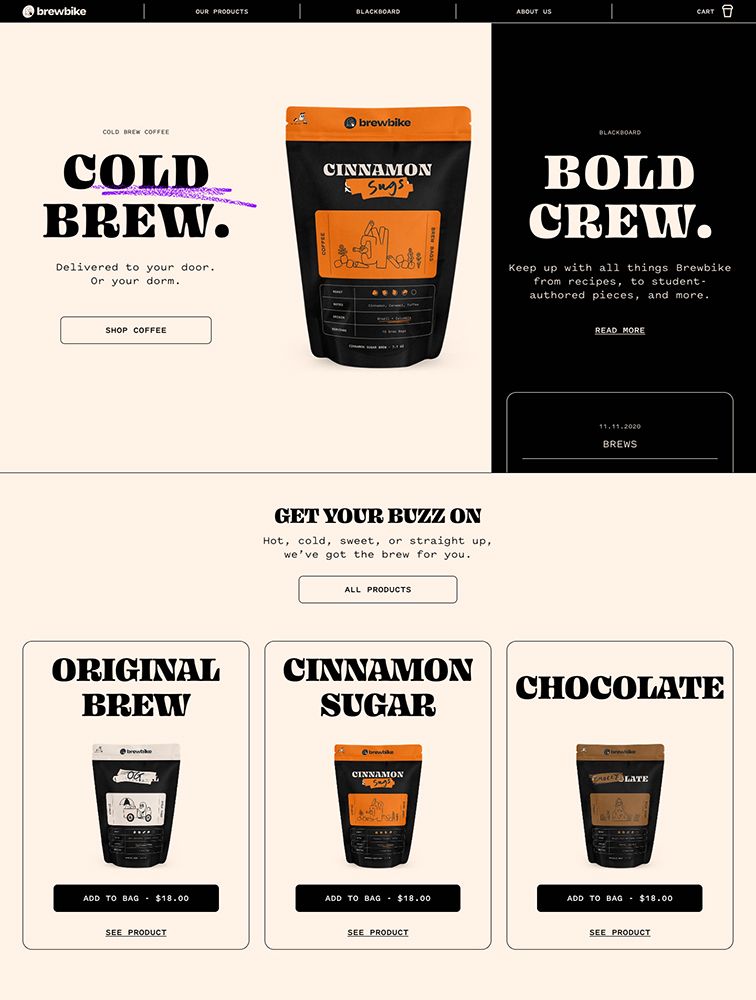 brewbike
OUR PRODUCTS
BLACKBOARD
ABOUT US
CART
COLD BREW COFFEE
COLD
BREW.
Delivered to your door.
Or your dorm.
SHOP COFFEE
brewbike
CINNAMON
Sugs
COFFEE
BREW BAGS
ROAST
NOTES
Cinnamon, Caramel, Toffee
ORIGIN
Brazil + Colombia
CINNAMON SUGAR BREW - 7.9 OZ
BLACKBOARD
BOLD
CREW.
Keep up with all things Brewbike
from recipes, to student-
authored pieces, and more.
READ MORE
11.11.2020
BREWS
GET YOUR BUZZ ON
Hot, cold, sweet, or straight up,
we’ve got the brew for you.
ALL PRODUCTS
ORIGINAL
BREW
brewbike
OG
ADD TO BAG - $18.00
SEE PRODUCT
CINNAMON
SUGAR
brewbike
CINNAMON
Sugs
ADD TO BAG - $18.00
SEE PRODUCT
CHOCOLATE
brewbike
LATE
ADD TO BAG - $18.00
SEE PRODUCT